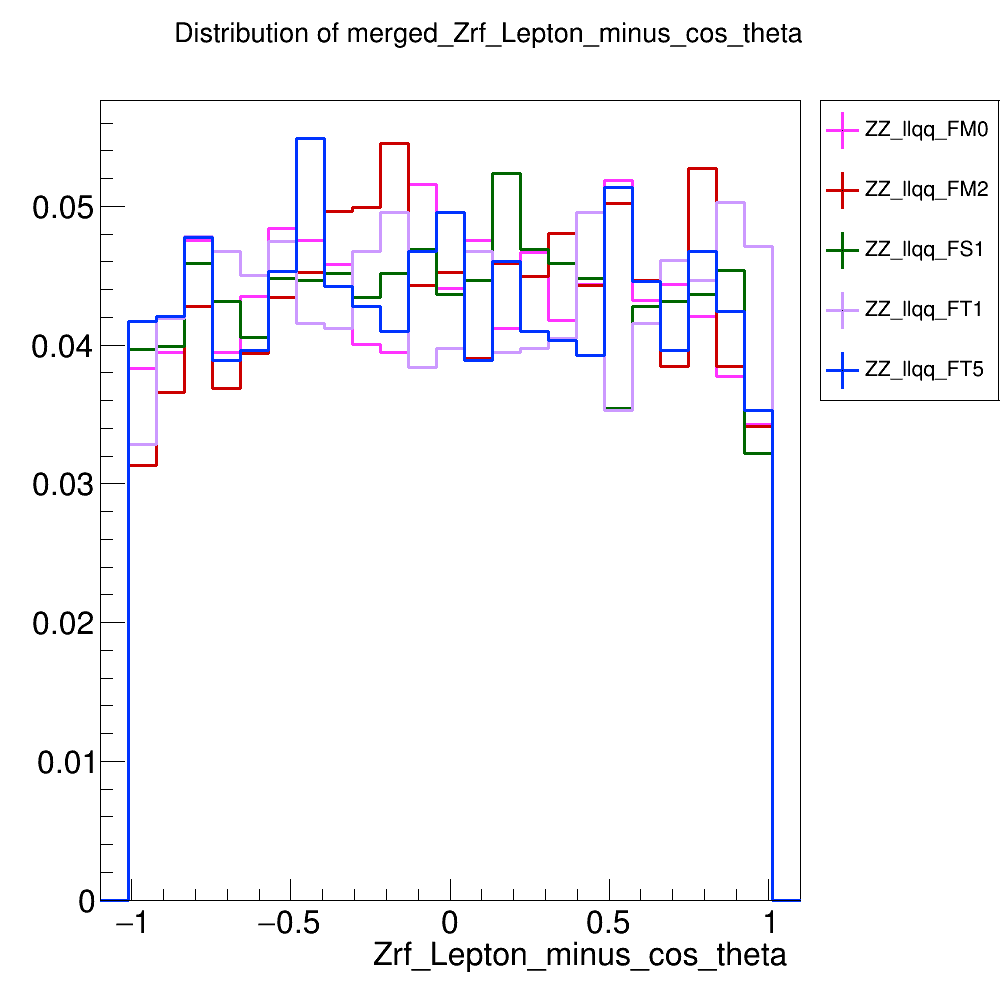 Distribution of merged_Zrf_Lepton_minus_cos_theta
ZZ_llqq_FM0
ZZ_llqq_FM2
ZZ_llqq_FS1
ZZ_llqq_FT1
ZZ_llqq_FT5
0.05
0.04
0.03
0.02
0.01
0
−1 −0.5 0 0.5 1
Zrf_Lepton_minus_cos_theta